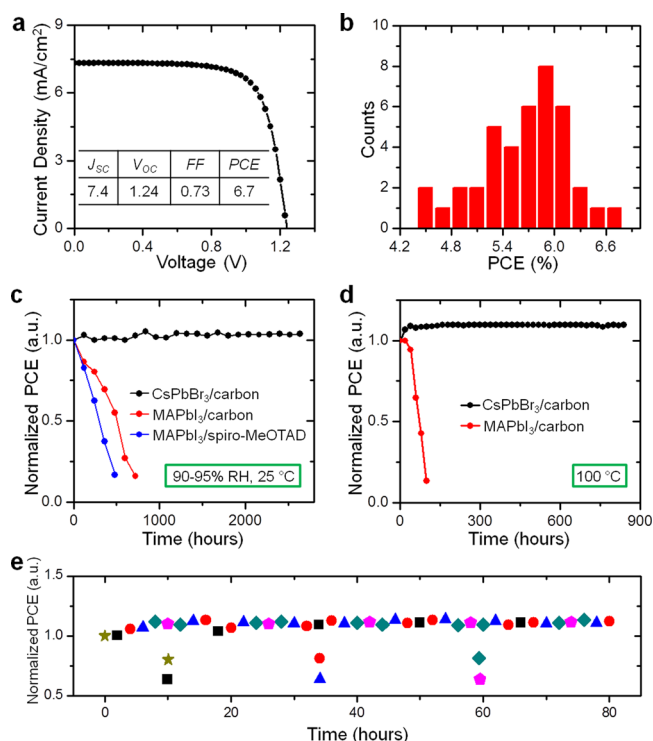 a
Current Density (mA/cm²)
9
6
3
0
J_SC V_OC FF PCE
7.4 1.24 0.73 6.7
0.0 0.4 0.8 1.2
Voltage (V)
b
Counts
10
8
6
4
2
0
4.2 4.8 5.4 6.0 6.6
PCE (%)
c
Normalized PCE (a.u.)
1.0
0.5
0.0
CsPbBr₃/carbon
MAPbI₃/carbon
MAPbI₃/spiro-MeOTAD
90-95% RH, 25 °C
0 1000 2000
Time (hours)
d
Normalized PCE (a.u.)
1.0
0.5
0.0
CsPbBr₃/carbon
MAPbI₃/carbon
100 °C
0 300 600 900
Time (hours)
e
Normalized PCE (a.u.)
1.5
1.0
0.5
0 20 40 60 80
Time (hours)